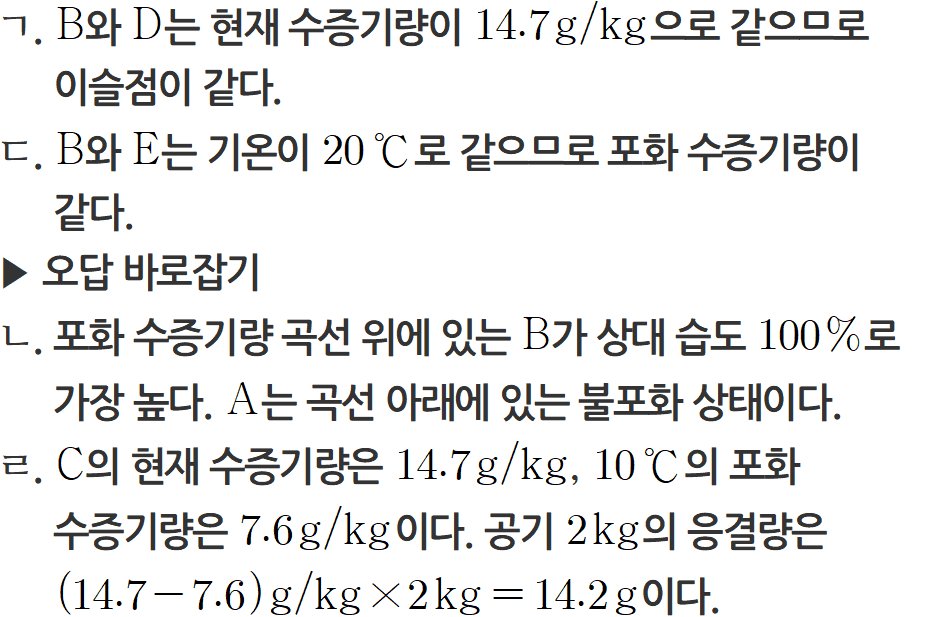 ㄱ. B와 D는 현재 수증기량이 14.7g/kg으로 같으므로
이슬점이 같다.
ㄷ. B와 E는 기온이 20℃로 같으므로 포화 수증기량이
같다.
▶ 오답 바로잡기
ㄴ. 포화 수증기량 곡선 위에 있는 B가 상대 습도 100%로
가장 높다. A는 곡선 아래에 있는 불포화 상태이다.
ㄹ. C의 현재 수증기량은 14.7g/kg, 10℃의 포화
수증기량은 7.6g/kg이다. 공기 2kg의 응결량은
(14.7-7.6)g/kg×2kg=14.2g이다.